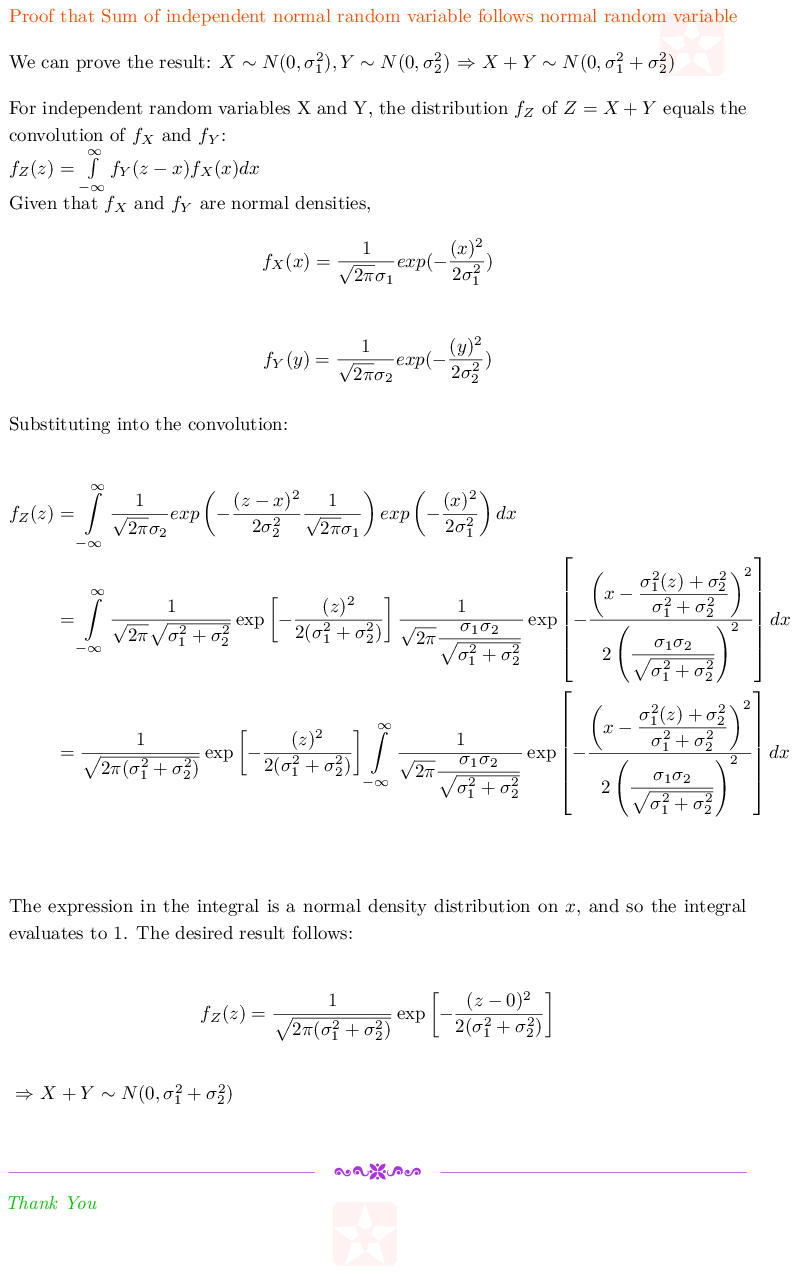 Proof that Sum of independent normal random variable follows normal random variable
We can prove the result: $X \sim N(0, \sigma_1^2), Y \sim N(0, \sigma_2^2) \Rightarrow X + Y \sim N(0, \sigma_1^2 + \sigma_2^2)$
For independent random variables X and Y, the distribution $f_Z$ of $Z = X + Y$ equals the
convolution of $f_X$ and $f_Y$:
$f_Z(z) = \int\limits_{-\infty}^{\infty} f_Y(z - x) f_X(x) dx$
Given that $f_X$ and $f_Y$ are normal densities,
$f_X(x) = \frac{1}{\sqrt{2\pi}\sigma_1} exp(-\frac{(x)^2}{2\sigma_1^2})$
$f_Y(y) = \frac{1}{\sqrt{2\pi}\sigma_2} exp(-\frac{(y)^2}{2\sigma_2^2})$
Substituting into the convolution:
$f_Z(z) = \int\limits_{-\infty}^{\infty} \frac{1}{\sqrt{2\pi}\sigma_2} exp\left(-\frac{(z-x)^2}{2\sigma_2^2} \frac{1}{\sqrt{2\pi}\sigma_1}\right) exp\left(-\frac{(x)^2}{2\sigma_1^2}\right) dx$
$= \int\limits_{-\infty}^{\infty} \frac{1}{\sqrt{2\pi}\sqrt{\sigma_1^2+\sigma_2^2}} \exp\left[-\frac{(z)^2}{2(\sigma_1^2+\sigma_2^2)}\right] \frac{1}{\sqrt{2\pi}\frac{\sigma_1\sigma_2}{\sqrt{\sigma_1^2+\sigma_2^2}}} \exp\left[-\frac{\left(x-\frac{\sigma_1^2(z)+\sigma_2^2}{\sigma_1^2+\sigma_2^2}\right)^2}{2\left(\frac{\sigma_1\sigma_2}{\sqrt{\sigma_1^2+\sigma_2^2}}\right)^2}\right] dx$
$= \frac{1}{\sqrt{2\pi(\sigma_1^2+\sigma_2^2)}} \exp\left[-\frac{(z)^2}{2(\sigma_1^2+\sigma_2^2)}\right] \int\limits_{-\infty}^{\infty} \frac{1}{\sqrt{2\pi}\frac{\sigma_1\sigma_2}{\sqrt{\sigma_1^2+\sigma_2^2}}} \exp\left[-\frac{\left(x-\frac{\sigma_1^2(z)+\sigma_2^2}{\sigma_1^2+\sigma_2^2}\right)^2}{2\left(\frac{\sigma_1\sigma_2}{\sqrt{\sigma_1^2+\sigma_2^2}}\right)^2}\right] dx$
The expression in the integral is a normal density distribution on $x$, and so the integral
evaluates to 1. The desired result follows:
$f_Z(z) = \frac{1}{\sqrt{2\pi(\sigma_1^2+\sigma_2^2)}} \exp\left[-\frac{(z-0)^2}{2(\sigma_1^2+\sigma_2^2)}\right]$
$\Rightarrow X + Y \sim N(0, \sigma_1^2 + \sigma_2^2)$
Thank You